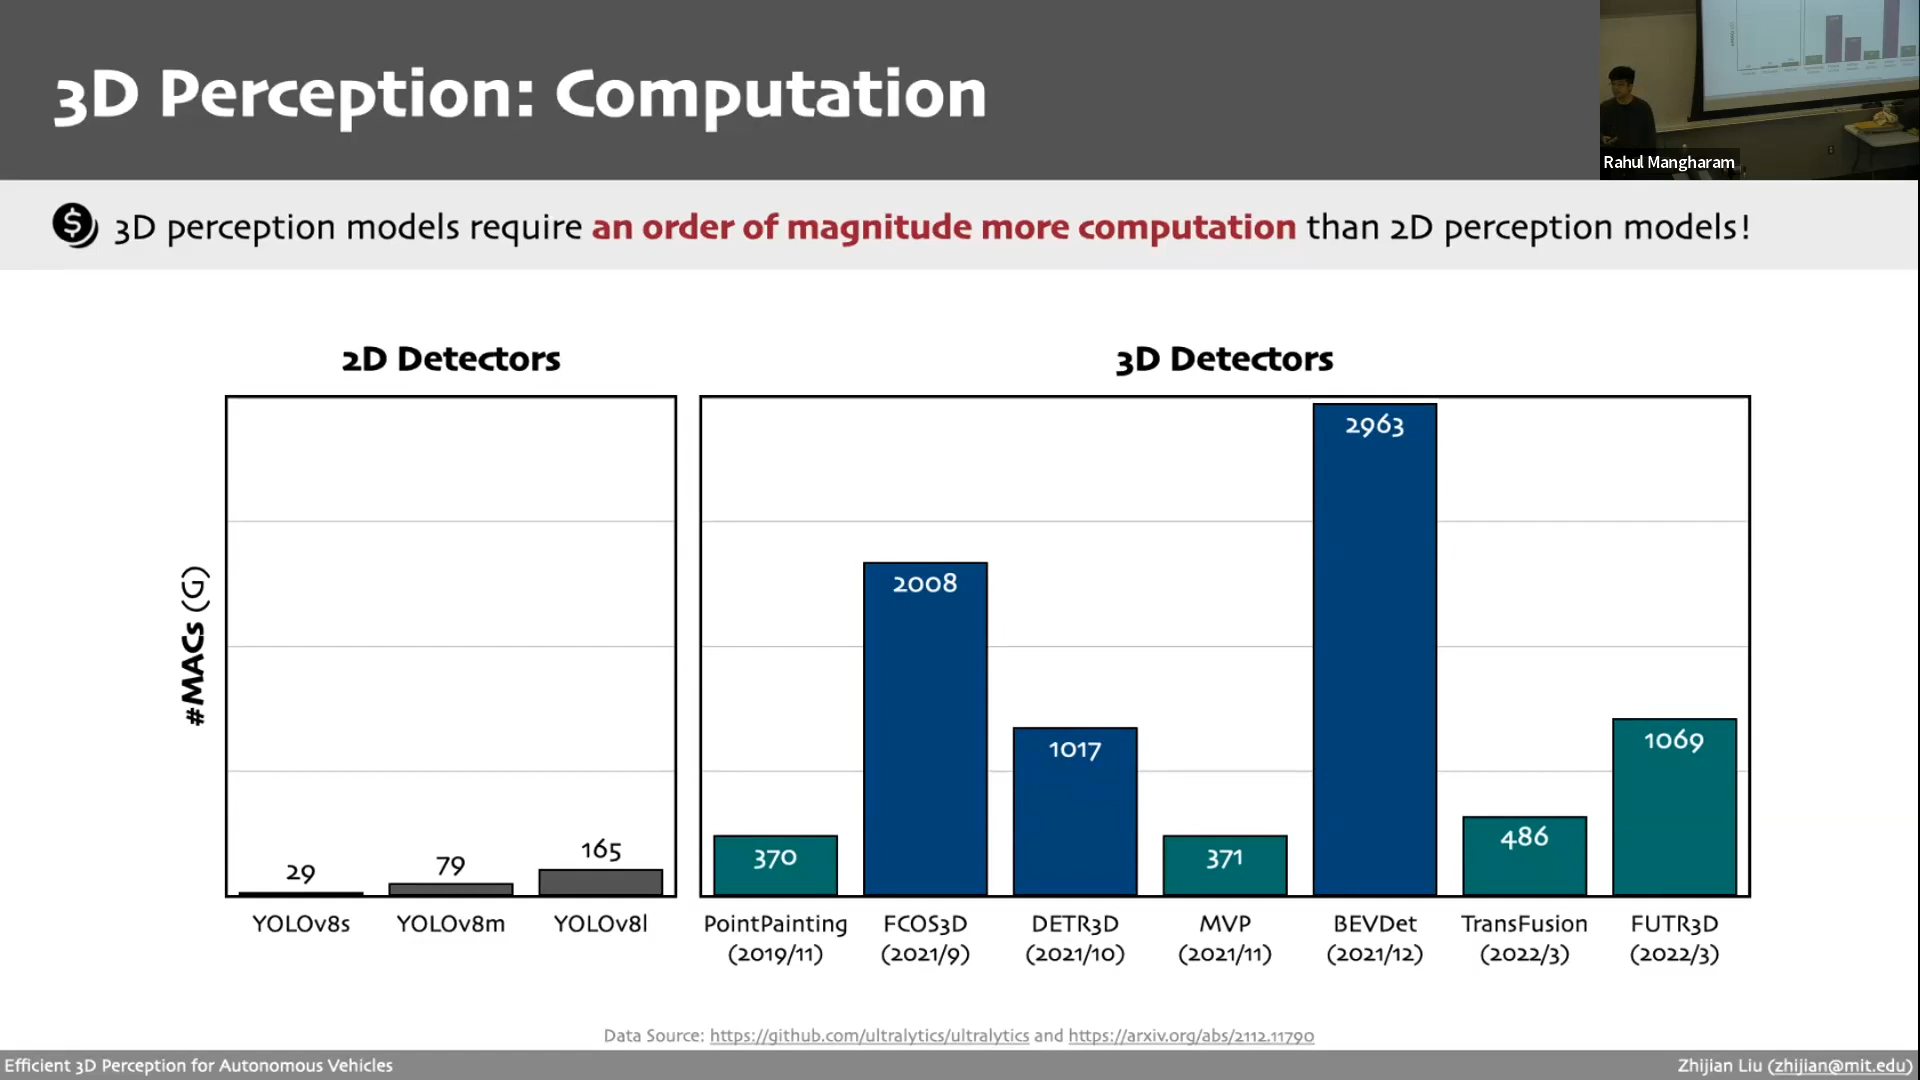 3D Perception: Computation
Rahul Mangharam
$ 3D perception models require an order of magnitude more computation than 2D perception models!
2D Detectors
3D Detectors
#MACs (G)
29
79
165
370
2008
1017
371
2963
486
1069
YOLOv8s
YOLOv8m
YOLOv8l
PointPainting
(2019/11)
FCOS3D
(2021/9)
DETR3D
(2021/10)
MVP
(2021/11)
BEVDet
(2021/12)
TransFusion
(2022/3)
FUTR3D
(2022/3)
Data Source: https://github.com/ultralytics/ultralytics and https://arxiv.org/abs/2112.11790
Efficient 3D Perception for Autonomous Vehicles
Zhijian Liu (zhijian@mit.edu)